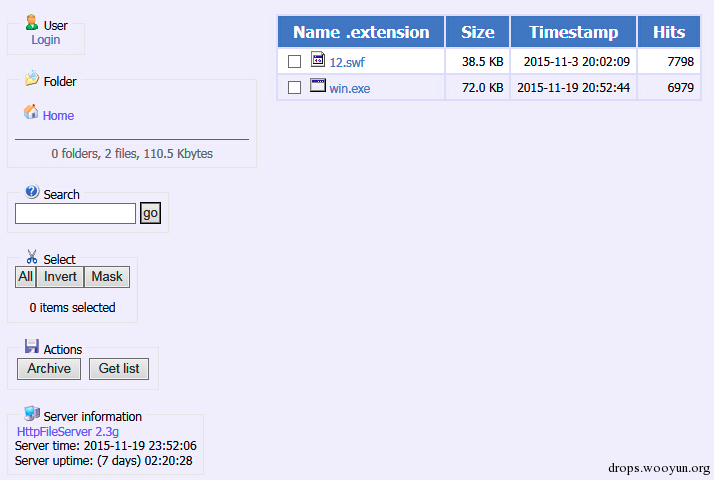 User
Login
Folder
Home
0 folders, 2 files, 110.5 Kbytes
Search
go
Select
All Invert Mask
0 items selected
Actions
Archive Get list
Server information
HttpFileServer 2.3g
Server time: 2015-11-19 23:52:06
Server uptime: (7 days) 02:20:28
Name .extension Size Timestamp Hits
12.swf 38.5 KB 2015-11-3 20:02:09 7798
win.exe 72.0 KB 2015-11-19 20:52:44 6979
drops.wooyun.org